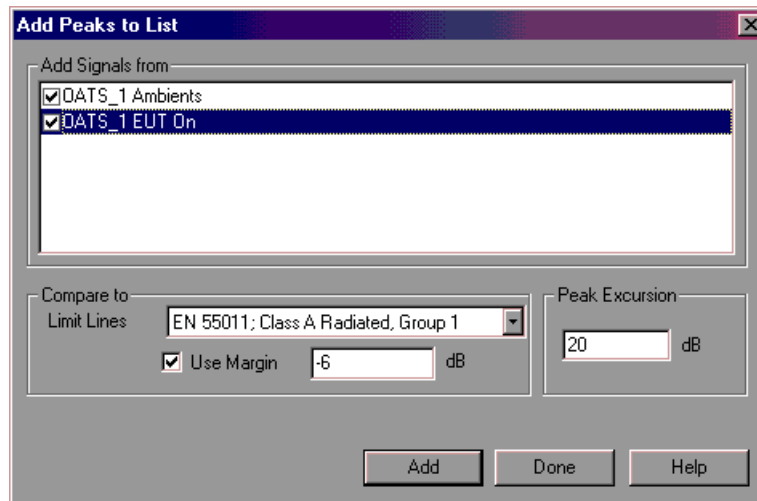 Add Peaks to List
Add Signals from
OATS_1 Ambients
OATS_1 EUT On
Compare to
Limit Lines
EN 55011; Class A Radiated, Group 1
Use Margin
-6
dB
Peak Excursion
20
dB
Add
Done
Help